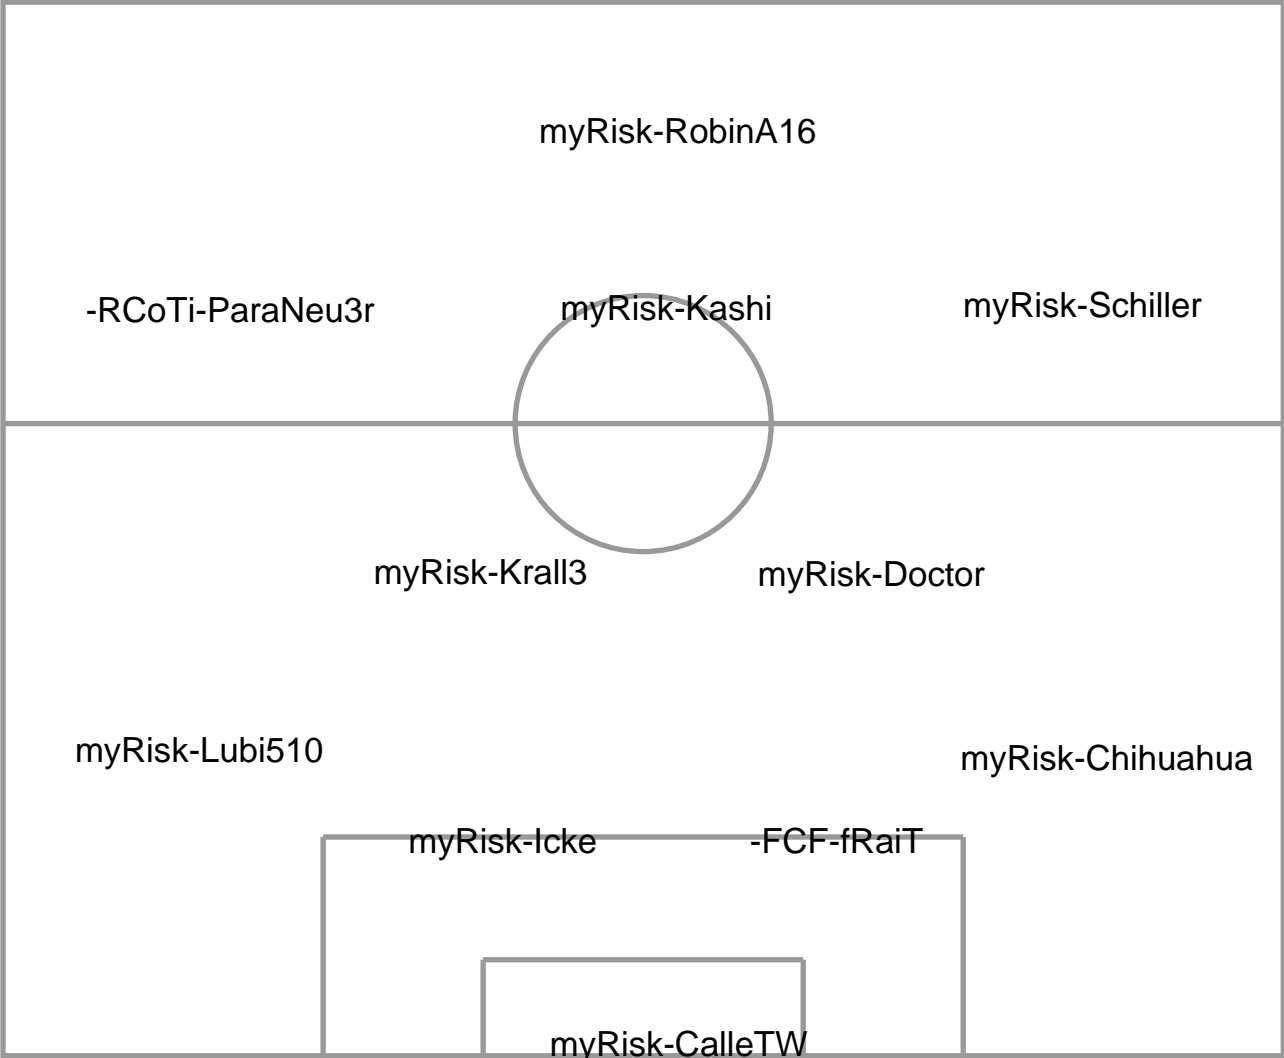 myRisk-RobinA16
-RCoTi-ParaNeu3r
myRisk-Kashi
myRisk-Schiller
myRisk-Krall3
myRisk-Doctor
myRisk-Lubi510
myRisk-Chihuahua
myRisk-Icke
-FCF-fRaiT
myRisk-CalleTW